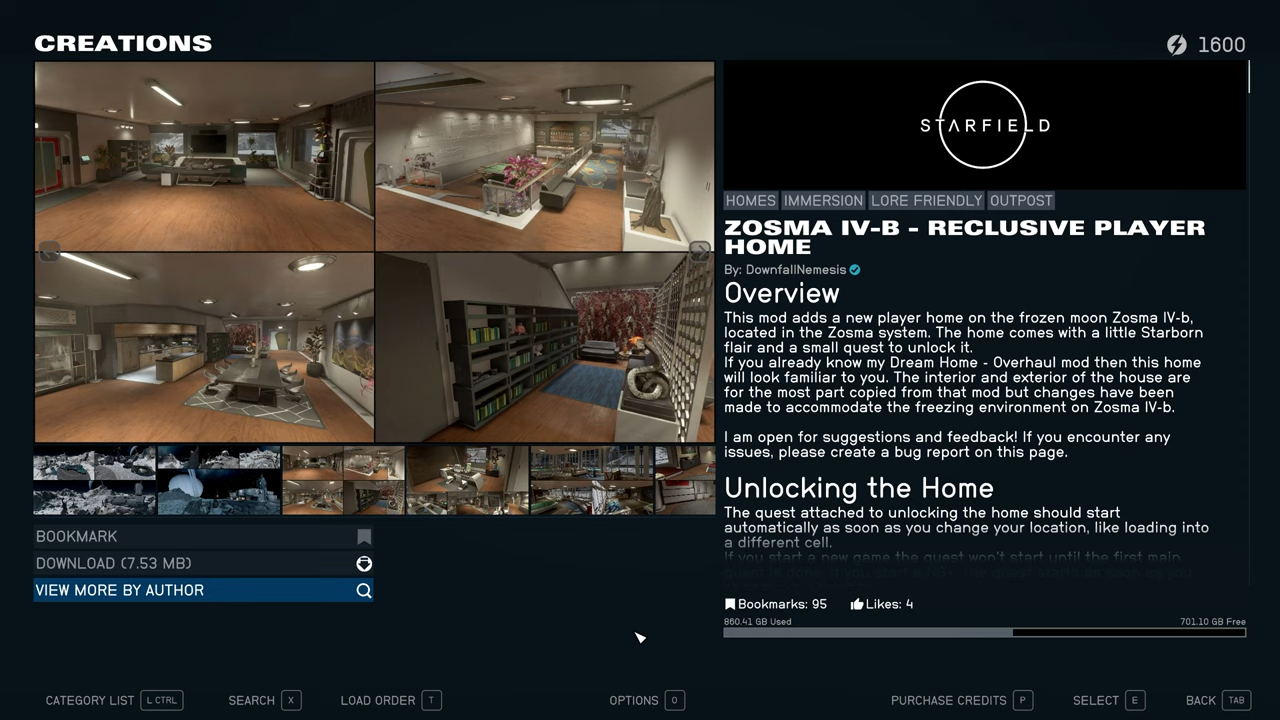 CREATIONS
1600
STARFIELD
HOMES IMMERSION LORE FRIENDLY OUTPOST
ZOSMA IV-B - RECLUSIVE PLAYER
HOME
By: DownfallNemesis
Overview
This mod adds a new player home on the frozen moon Zosma IV-b,
located in the Zosma system. The home comes with a little Starborn
flair and a small quest to unlock it.
If you already know my Dream Home - Overhaul mod then this home
will look familiar to you. The interior and exterior of the house are
for the most part copied from that mod but changes have been
made to accommodate the freezing environment on Zosma IV-b.
I am open for suggestions and feedback! If you encounter any
issues, please create a bug report on this page.
Unlocking the Home
The quest attached to unlocking the home should start
automatically as soon as you change your location, like loading into
a different cell.
If you start a new game the quest won't start until the first main
BOOKMARK
DOWNLOAD (7.53 MB)
VIEW MORE BY AUTHOR
Bookmarks: 95 Likes: 4
860.41 GB Used 701.10 GB Free
CATEGORY LIST L CTRL SEARCH X LOAD ORDER T OPTIONS O PURCHASE CREDITS P SELECT E BACK TAB